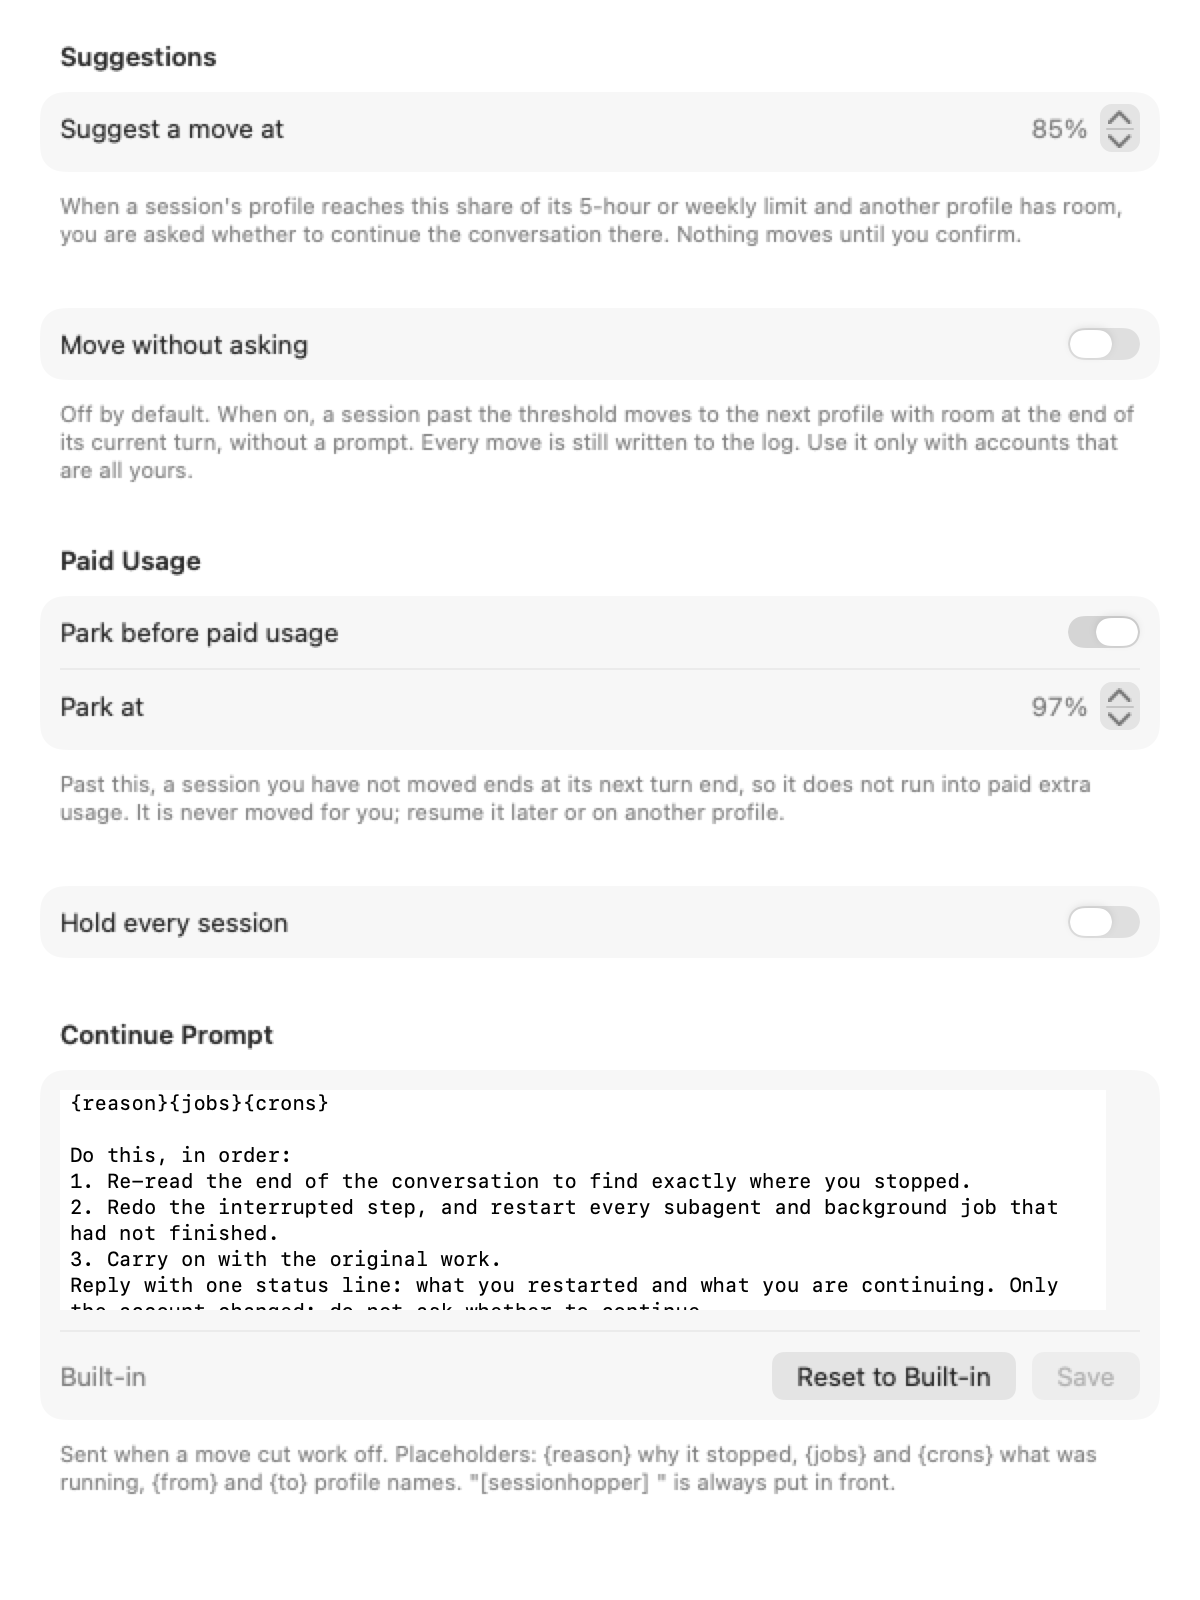 Suggestions
Suggest a move at
85%
When a session's profile reaches this share of its 5-hour or weekly limit and another profile has room,
you are asked whether to continue the conversation there. Nothing moves until you confirm.
Move without asking
Off by default. When on, a session past the threshold moves to the next profile with room at the end of
its current turn, without a prompt. Every move is still written to the log. Use it only with accounts that
are all yours.
Paid Usage
Park before paid usage
Park at
97%
Past this, a session you have not moved ends at its next turn end, so it does not run into paid extra
usage. It is never moved for you; resume it later or on another profile.
Hold every session
Continue Prompt
{reason}{jobs}{crons}
Do this, in order:
1. Re-read the end of the conversation to find exactly where you stopped.
2. Redo the interrupted step, and restart every subagent and background job that
had not finished.
3. Carry on with the original work.
Reply with one status line: what you restarted and what you are continuing. Only
the account changed: do not ask whether to continue
Built-in
Reset to Built-in
Save
Sent when a move cut work off. Placeholders: {reason} why it stopped, {jobs} and {crons} what was
running, {from} and {to} profile names. "[sessionhopper] " is always put in front.